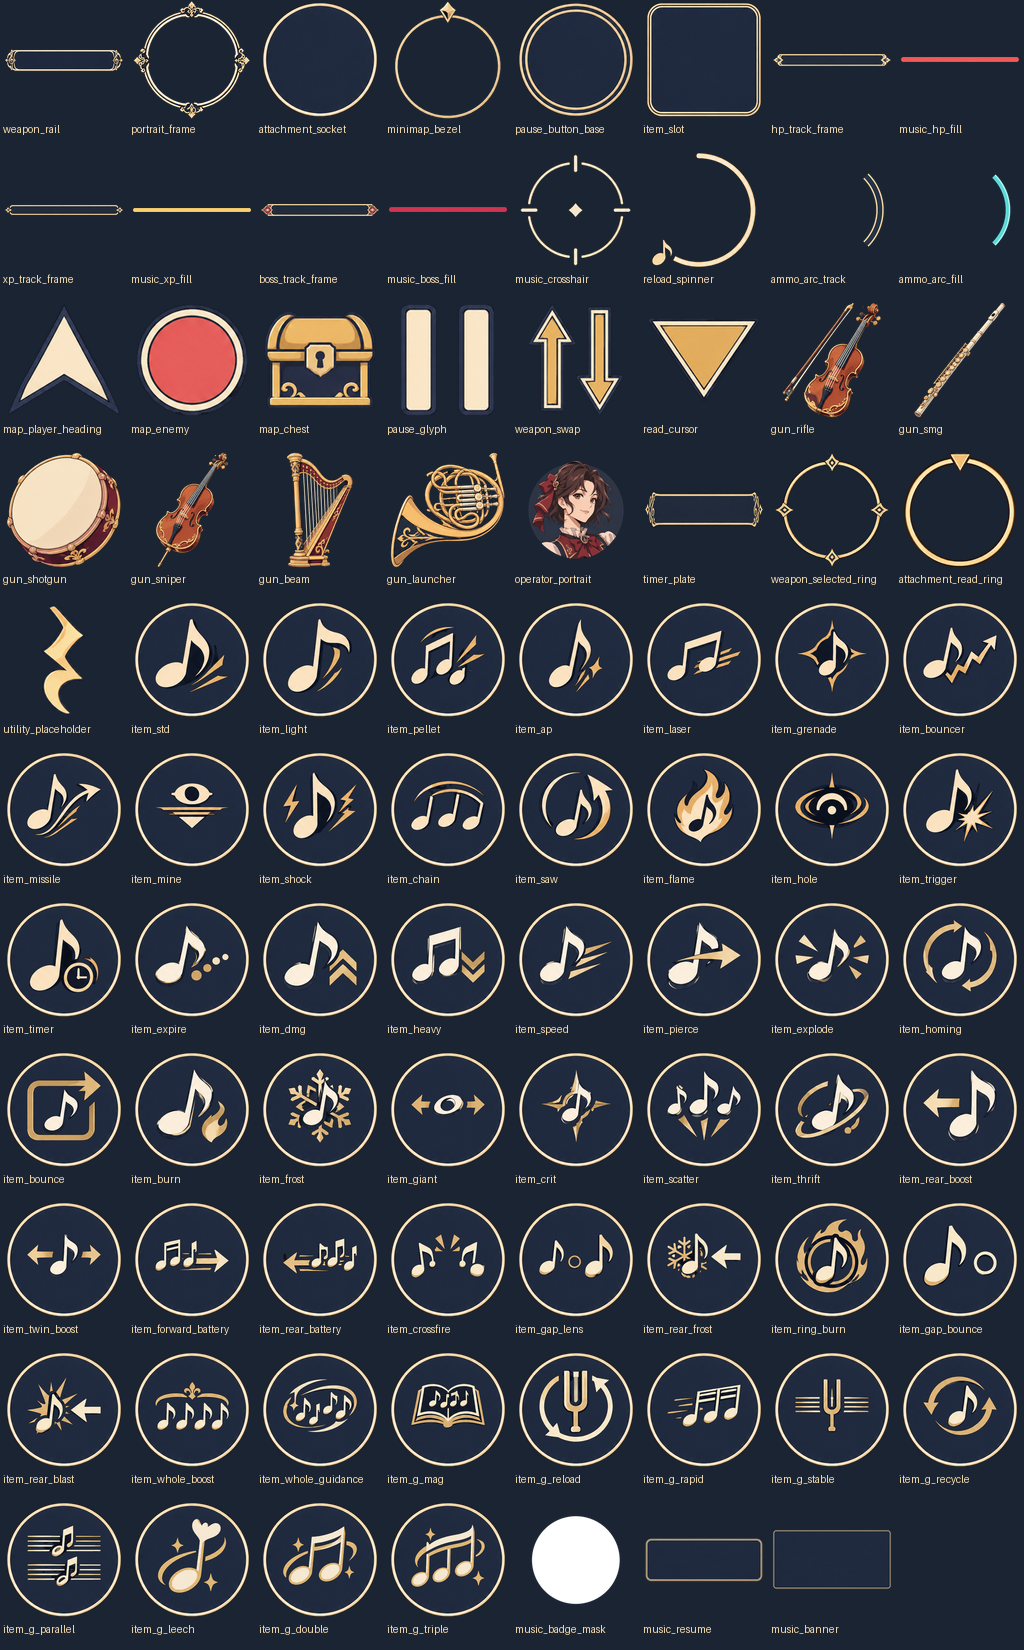 weapon_rail portrait_frame attachment_socket minimap_bezel pause_button_base item_slot hp_track_frame music_hp_fill
xp_track_frame music_xp_fill boss_track_frame music_boss_fill music_crosshair reload_spinner ammo_arc_track ammo_arc_fill
map_player_heading map_enemy map_chest pause_glyph weapon_swap read_cursor gun_rifle gun_smg
gun_shotgun gun_sniper gun_beam gun_launcher operator_portrait timer_plate weapon_selected_ring attachment_read_ring
utility_placeholder item_std item_light item_pellet item_ap item_laser item_grenade item_bouncer
item_missile item_mine item_shock item_chain item_saw item_flame item_hole item_trigger
item_timer item_expire item_dmg item_heavy item_speed item_pierce item_explode item_homing
item_bounce item_burn item_frost item_giant item_crit item_scatter item_thrift item_rear_boost
item_twin_boost item_forward_battery item_rear_battery item_crossfire item_gap_lens item_rear_frost item_ring_burn item_gap_bounce
item_rear_blast item_whole_boost item_whole_guidance item_g_mag item_g_reload item_g_rapid item_g_stable item_g_recycle
item_g_parallel item_g_leech item_g_double item_g_triple music_badge_mask music_resume music_banner